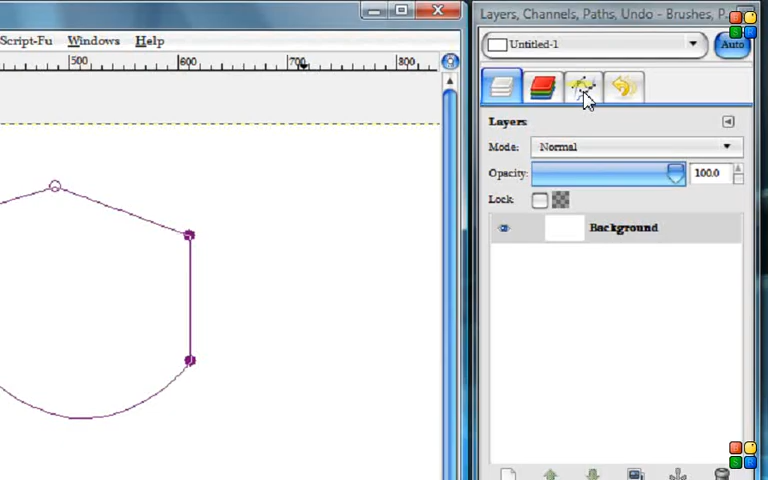 Layers, Channels, Paths, Undo - Brushes, P...
Script-Fu Windows Help
Untitled-1
Auto
500 600 700 800
Layers
Mode: Normal
Opacity: 100.0
Lock:
Background